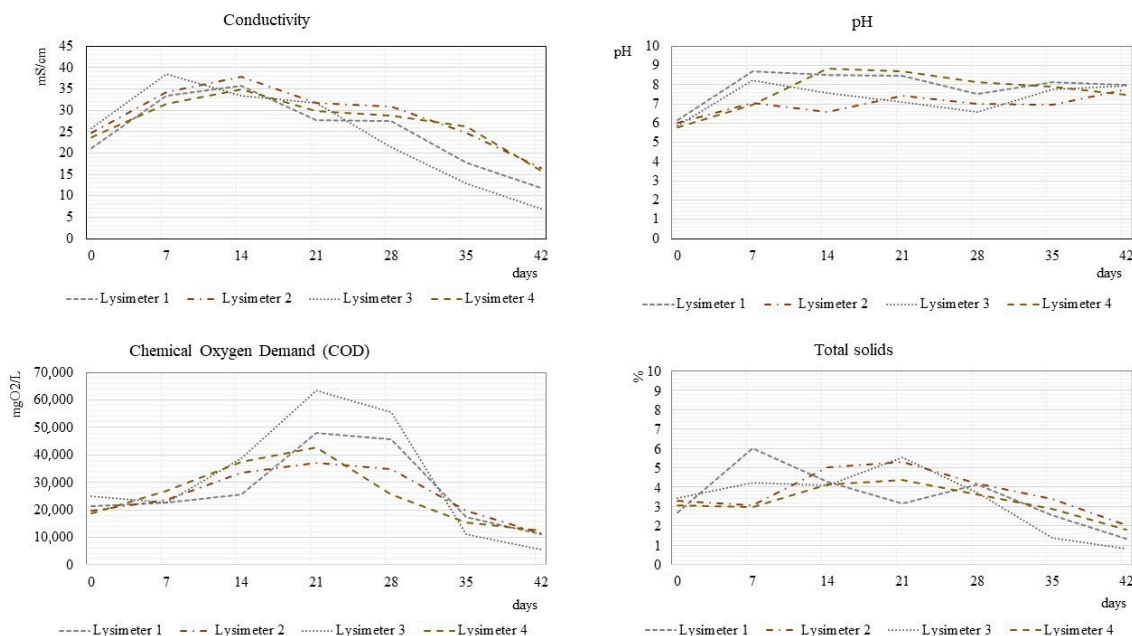 Conductivity
mS/cm
45
40
35
30
25
20
15
10
5
0
0 7 14 21 28 35 42
days
Lysimeter 1 Lysimeter 2 Lysimeter 3 Lysimeter 4
pH
pH
10
9
8
7
6
5
4
3
2
1
0
0 7 14 21 28 35 42
days
Lysimeter 1 Lysimeter 2 Lysimeter 3 Lysimeter 4
Chemical Oxygen Demand (COD)
mgO2/L
70,000
60,000
50,000
40,000
30,000
20,000
10,000
0
0 7 14 21 28 35 42
days
Lysimeter 1 Lysimeter 2 Lysimeter 3 Lysimeter 4
Total solids
%
10
9
8
7
6
5
4
3
2
1
0
0 7 14 21 28 35 42
days
Lysimeter 1 Lysimeter 2 Lysimeter 3 Lysimeter 4